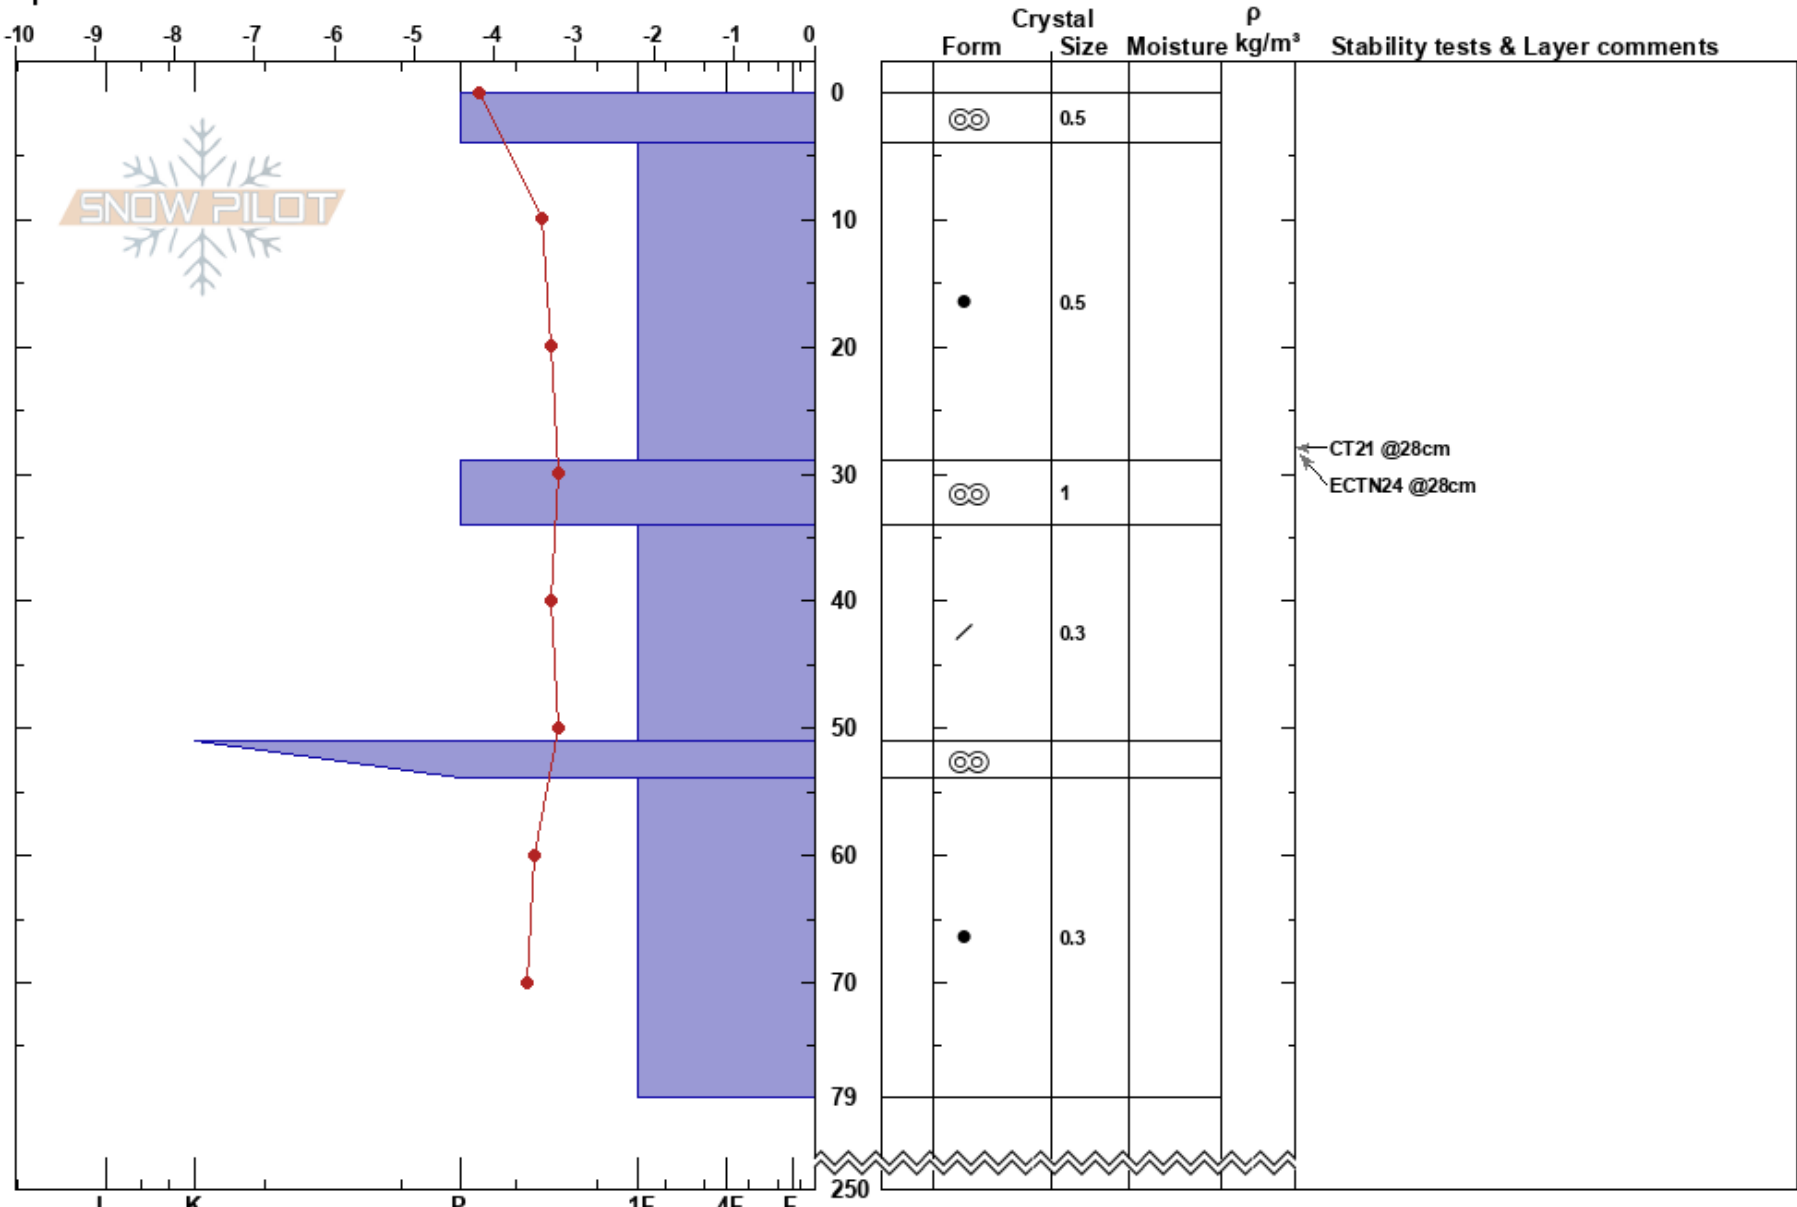 -10 -9 -8 -7 -6 -5 -4 -3 -2 -1 0
Crystal
ρ
Form Size Moisture kg/m³ Stability tests & Layer comments
0
0.5
SNOW PILOT
10
0.5
20
CT21 @28cm
30
1
ECTN24 @28cm
40
0.3
50
60
0.3
70
79
250
I K P 1F 4F F